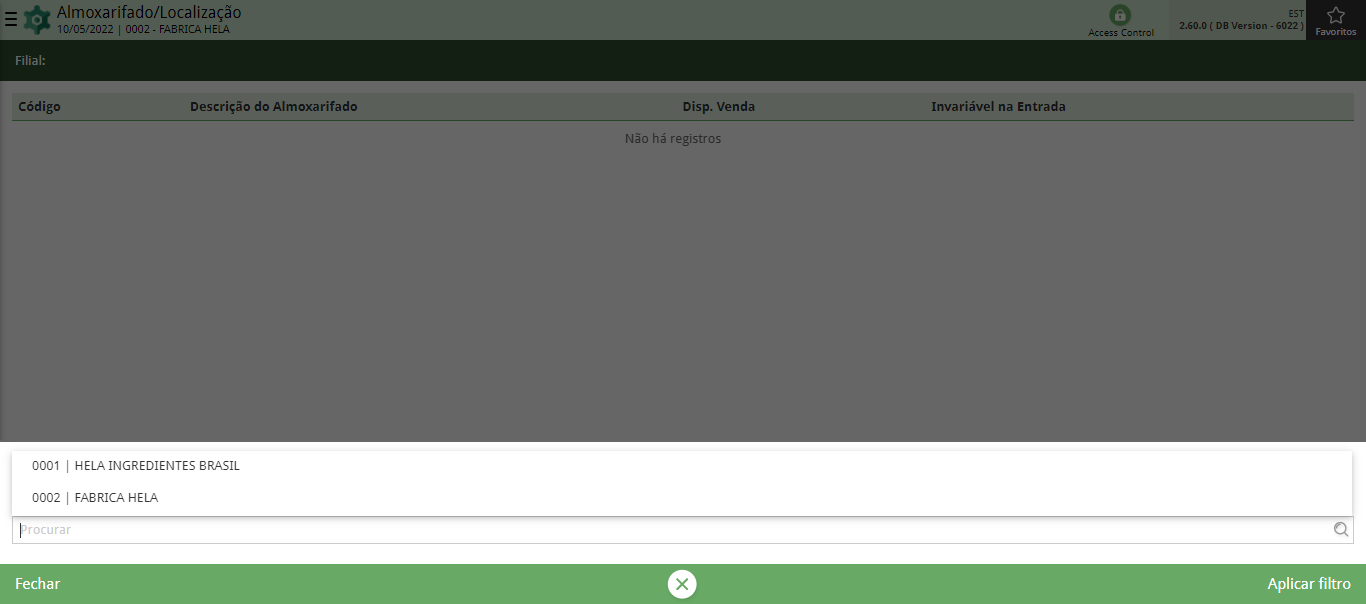 Almoxarifado/Localização
10/05/2022 | 0002 - FABRICA HELA
Access Control
EST
2.60.0 ( DB Version - 6022 )
Favoritos
Filial:
Código Descrição do Almoxarifado Disp. Venda Invariável na Entrada
Não há registros
0001 | HELA INGREDIENTES BRASIL
0002 | FABRICA HELA
Procurar
Fechar Aplicar filtro